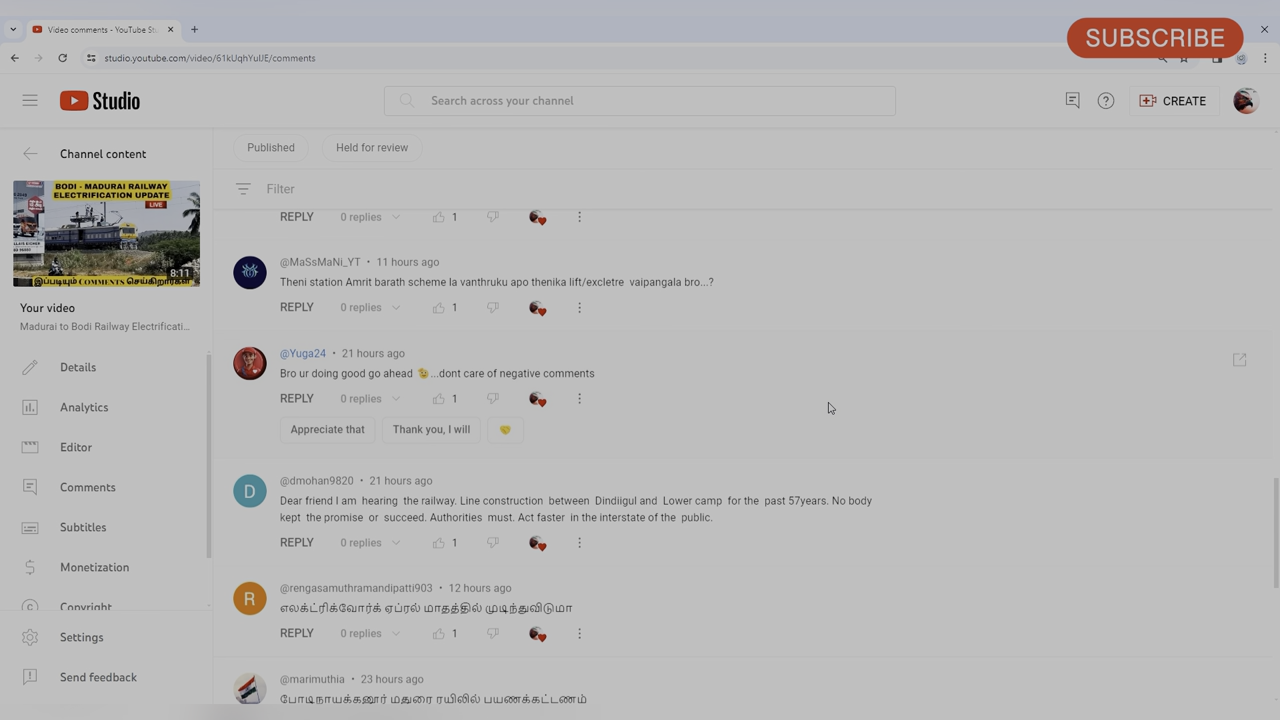 Video comments - YouTube St
SUBSCRIBE
studio.youtube.com/video/61kUqhYulJE/comments
Studio
Search across your channel
CREATE
Channel content
Published
Held for review
BODI - MADURAI RAILWAY
ELECTRIFICATION UPDATE
LIVE
8:11
இப்படியும் COMMENTS செய்கிறார்கள்
Filter
REPLY 0 replies 1
@MaSsMaNi_YT • 11 hours ago
Theni station Amrit barath scheme la vanthruku apo thenika lift/excletre vaipangala bro...?
REPLY 0 replies 1
Your video
Madurai to Bodi Railway Electrificati...
@Yuga24 • 21 hours ago
Bro ur doing good go ahead 😉...dont care of negative comments
REPLY 0 replies 1
Appreciate that
Thank you, I will
Details
Analytics
Editor
Comments
Subtitles
Monetization
Copyright
Settings
Send feedback
@dmohan9820 • 21 hours ago
Dear friend I am hearing the railway. Line construction between Dindiigul and Lower camp for the past 57years. No body
kept the promise or succeed. Authorities must. Act faster in the interstate of the public.
REPLY 0 replies 1
@rengasamuthramandipatti903 • 12 hours ago
எலக்ட்ரிக்வோர்க் ஏப்ரல் மாதத்தில் முடிந்துவிடுமா
REPLY 0 replies 1
@marimuthia • 23 hours ago
போடிநாயக்கனூர் மதுரை ரயிலில் பயணக்கட்டணம்
D
R